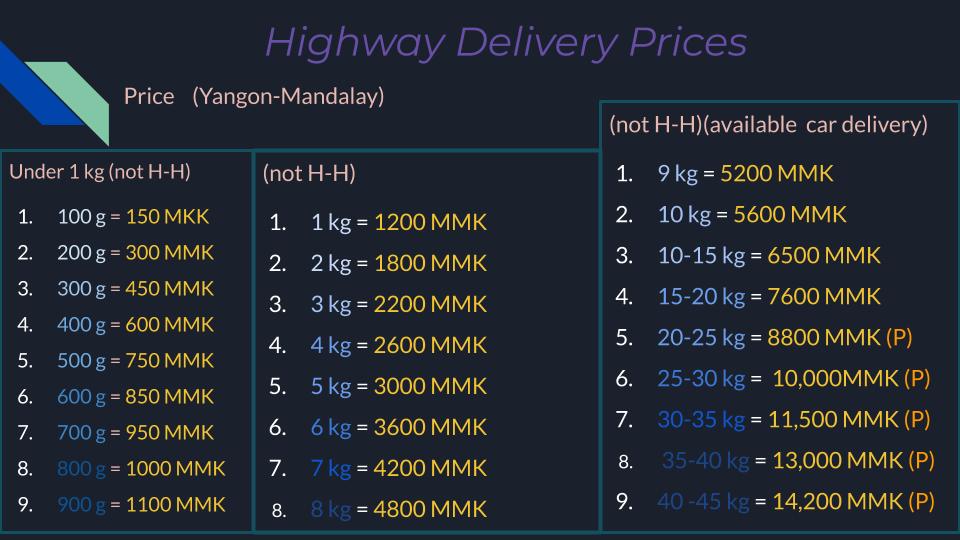 Highway Delivery Prices
Price (Yangon-Mandalay)
Under 1 kg (not H-H)
1. 100 g = 150 MKK
2. 200 g = 300 MMK
3. 300 g = 450 MMK
4. 400 g = 600 MMK
5. 500 g = 750 MMK
6. 600 g = 850 MMK
7. 700 g = 950 MMK
8. 800 g = 1000 MMK
9. 900 g = 1100 MMK
(not H-H)
1. 1 kg = 1200 MMK
2. 2 kg = 1800 MMK
3. 3 kg = 2200 MMK
4. 4 kg = 2600 MMK
5. 5 kg = 3000 MMK
6. 6 kg = 3600 MMK
7. 7 kg = 4200 MMK
8. 8 kg = 4800 MMK
(not H-H)(available car delivery)
1. 9 kg = 5200 MMK
2. 10 kg = 5600 MMK
3. 10-15 kg = 6500 MMK
4. 15-20 kg = 7600 MMK
5. 20-25 kg = 8800 MMK (P)
6. 25-30 kg = 10,000MMK (P)
7. 30-35 kg = 11,500 MMK (P)
8. 35-40 kg = 13,000 MMK (P)
9. 40 -45 kg = 14,200 MMK (P)